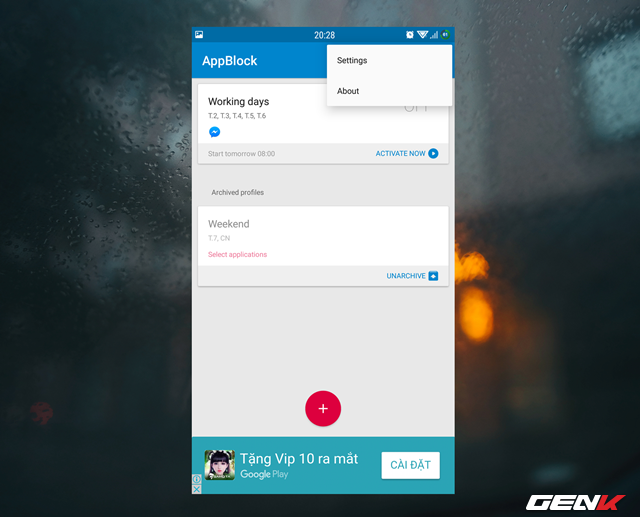 20:28
81
AppBlock
Settings
About
Working days
T.2, T.3, T.4, T.5, T.6
Start tomorrow 08:00
ACTIVATE NOW
Archived profiles
Weekend
T.7, CN
Select applications
UNARCHIVE
+
Tặng Vip 10 ra mắt
Google Play
CÀI ĐẶT
GENK